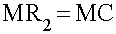 MR₂ = MC